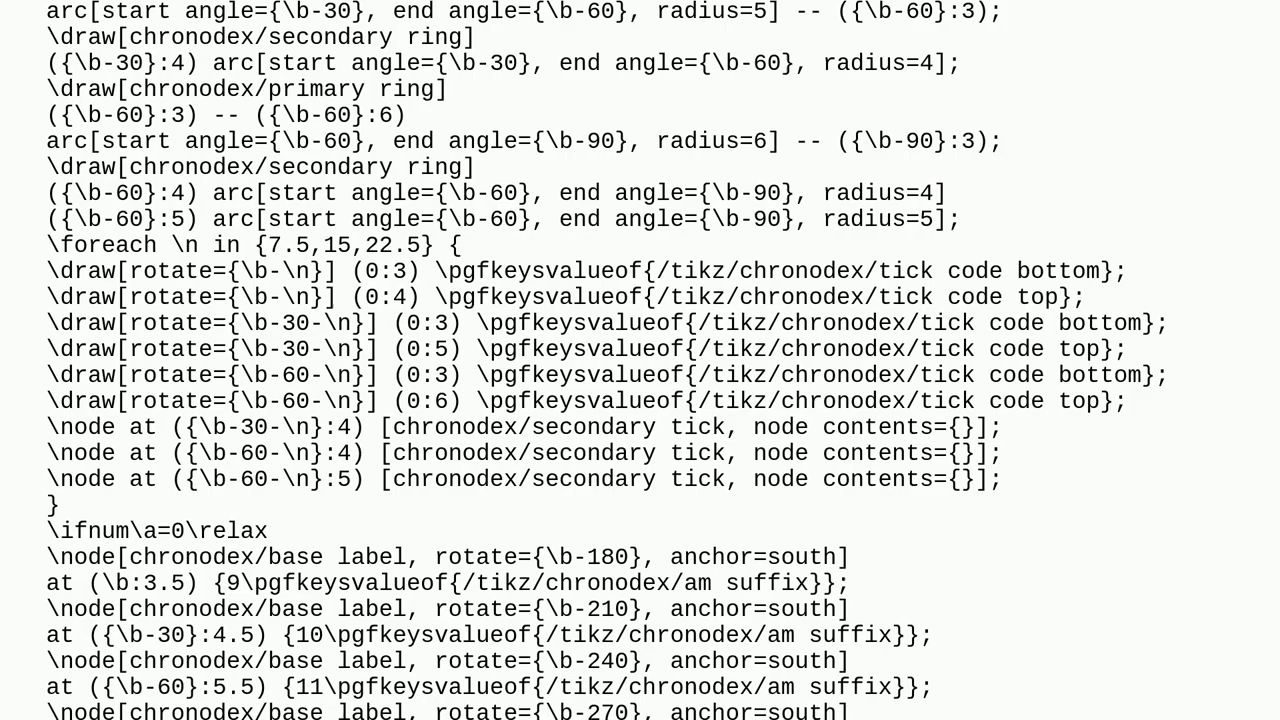 arc[start angle={\b-30}, end angle={\b-60}, radius=5] -- ({\b-60}:3);
\draw[chronodex/secondary ring]
({\b-30}:4) arc[start angle={\b-30}, end angle={\b-60}, radius=4];
\draw[chronodex/primary ring]
({\b-60}:3) -- ({\b-60}:6)
arc[start angle={\b-60}, end angle={\b-90}, radius=6] -- ({\b-90}:3);
\draw[chronodex/secondary ring]
({\b-60}:4) arc[start angle={\b-60}, end angle={\b-90}, radius=4]
({\b-60}:5) arc[start angle={\b-60}, end angle={\b-90}, radius=5];
\foreach \n in {7.5,15,22.5} {
\draw[rotate={\b-\n}] (0:3) \pgfkeysvalueof{/tikz/chronodex/tick code bottom};
\draw[rotate={\b-\n}] (0:4) \pgfkeysvalueof{/tikz/chronodex/tick code top};
\draw[rotate={\b-30-\n}] (0:3) \pgfkeysvalueof{/tikz/chronodex/tick code bottom};
\draw[rotate={\b-30-\n}] (0:5) \pgfkeysvalueof{/tikz/chronodex/tick code top};
\draw[rotate={\b-60-\n}] (0:3) \pgfkeysvalueof{/tikz/chronodex/tick code bottom};
\draw[rotate={\b-60-\n}] (0:6) \pgfkeysvalueof{/tikz/chronodex/tick code top};
\node at ({\b-30-\n}:4) [chronodex/secondary tick, node contents={}];
\node at ({\b-60-\n}:4) [chronodex/secondary tick, node contents={}];
\node at ({\b-60-\n}:5) [chronodex/secondary tick, node contents={}];
}
\ifnum\a=0\relax
\node[chronodex/base label, rotate={\b-180}, anchor=south]
at (\b:3.5) {9\pgfkeysvalueof{/tikz/chronodex/am suffix}};
\node[chronodex/base label, rotate={\b-210}, anchor=south]
at ({\b-30}:4.5) {10\pgfkeysvalueof{/tikz/chronodex/am suffix}};
\node[chronodex/base label, rotate={\b-240}, anchor=south]
at ({\b-60}:5.5) {11\pgfkeysvalueof{/tikz/chronodex/am suffix}};
\node[chronodex/base label, rotate={\b-270}, anchor=south]